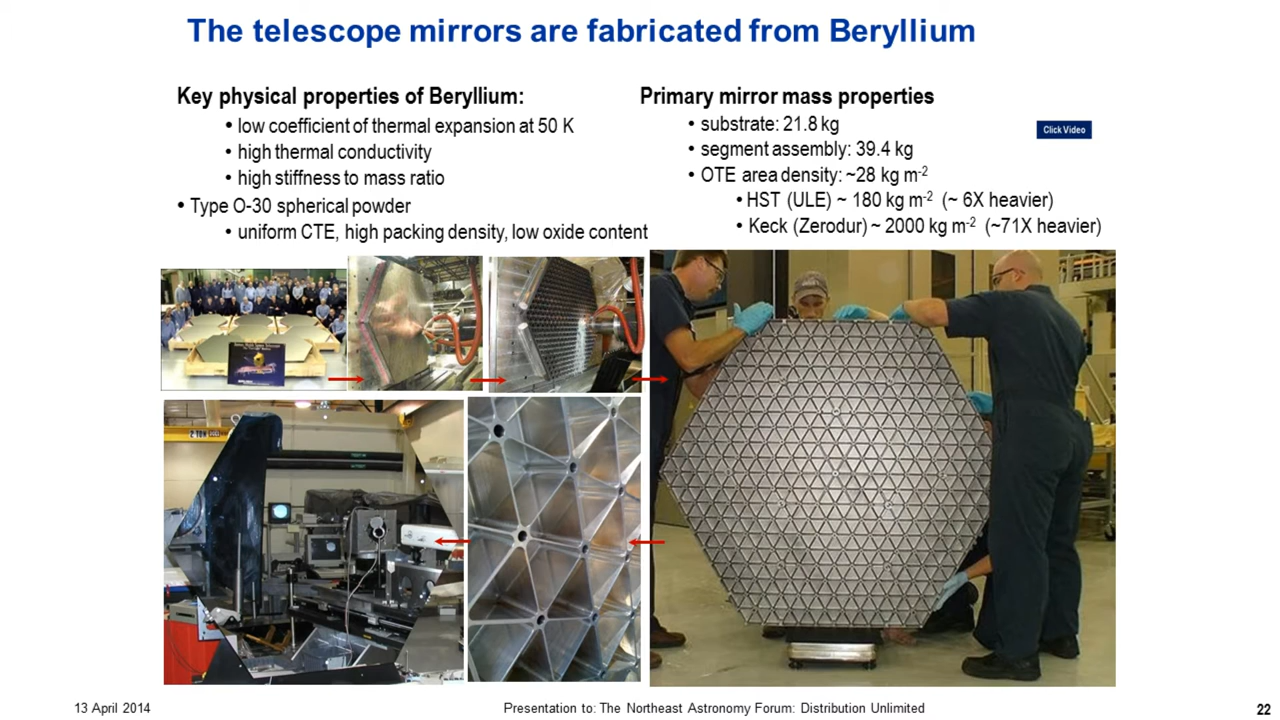 The telescope mirrors are fabricated from Beryllium
Key physical properties of Beryllium:
• low coefficient of thermal expansion at 50 K
• high thermal conductivity
• high stiffness to mass ratio
• Type O-30 spherical powder
• uniform CTE, high packing density, low oxide content
Primary mirror mass properties
• substrate: 21.8 kg
• segment assembly: 39.4 kg
• OTE area density: ~28 kg m-2
• HST (ULE) ~ 180 kg m-2 (~ 6X heavier)
• Keck (Zerodur) ~ 2000 kg m-2 (~71X heavier)
Click Video
2 TON
13 April 2014
Presentation to: The Northeast Astronomy Forum: Distribution Unlimited
22